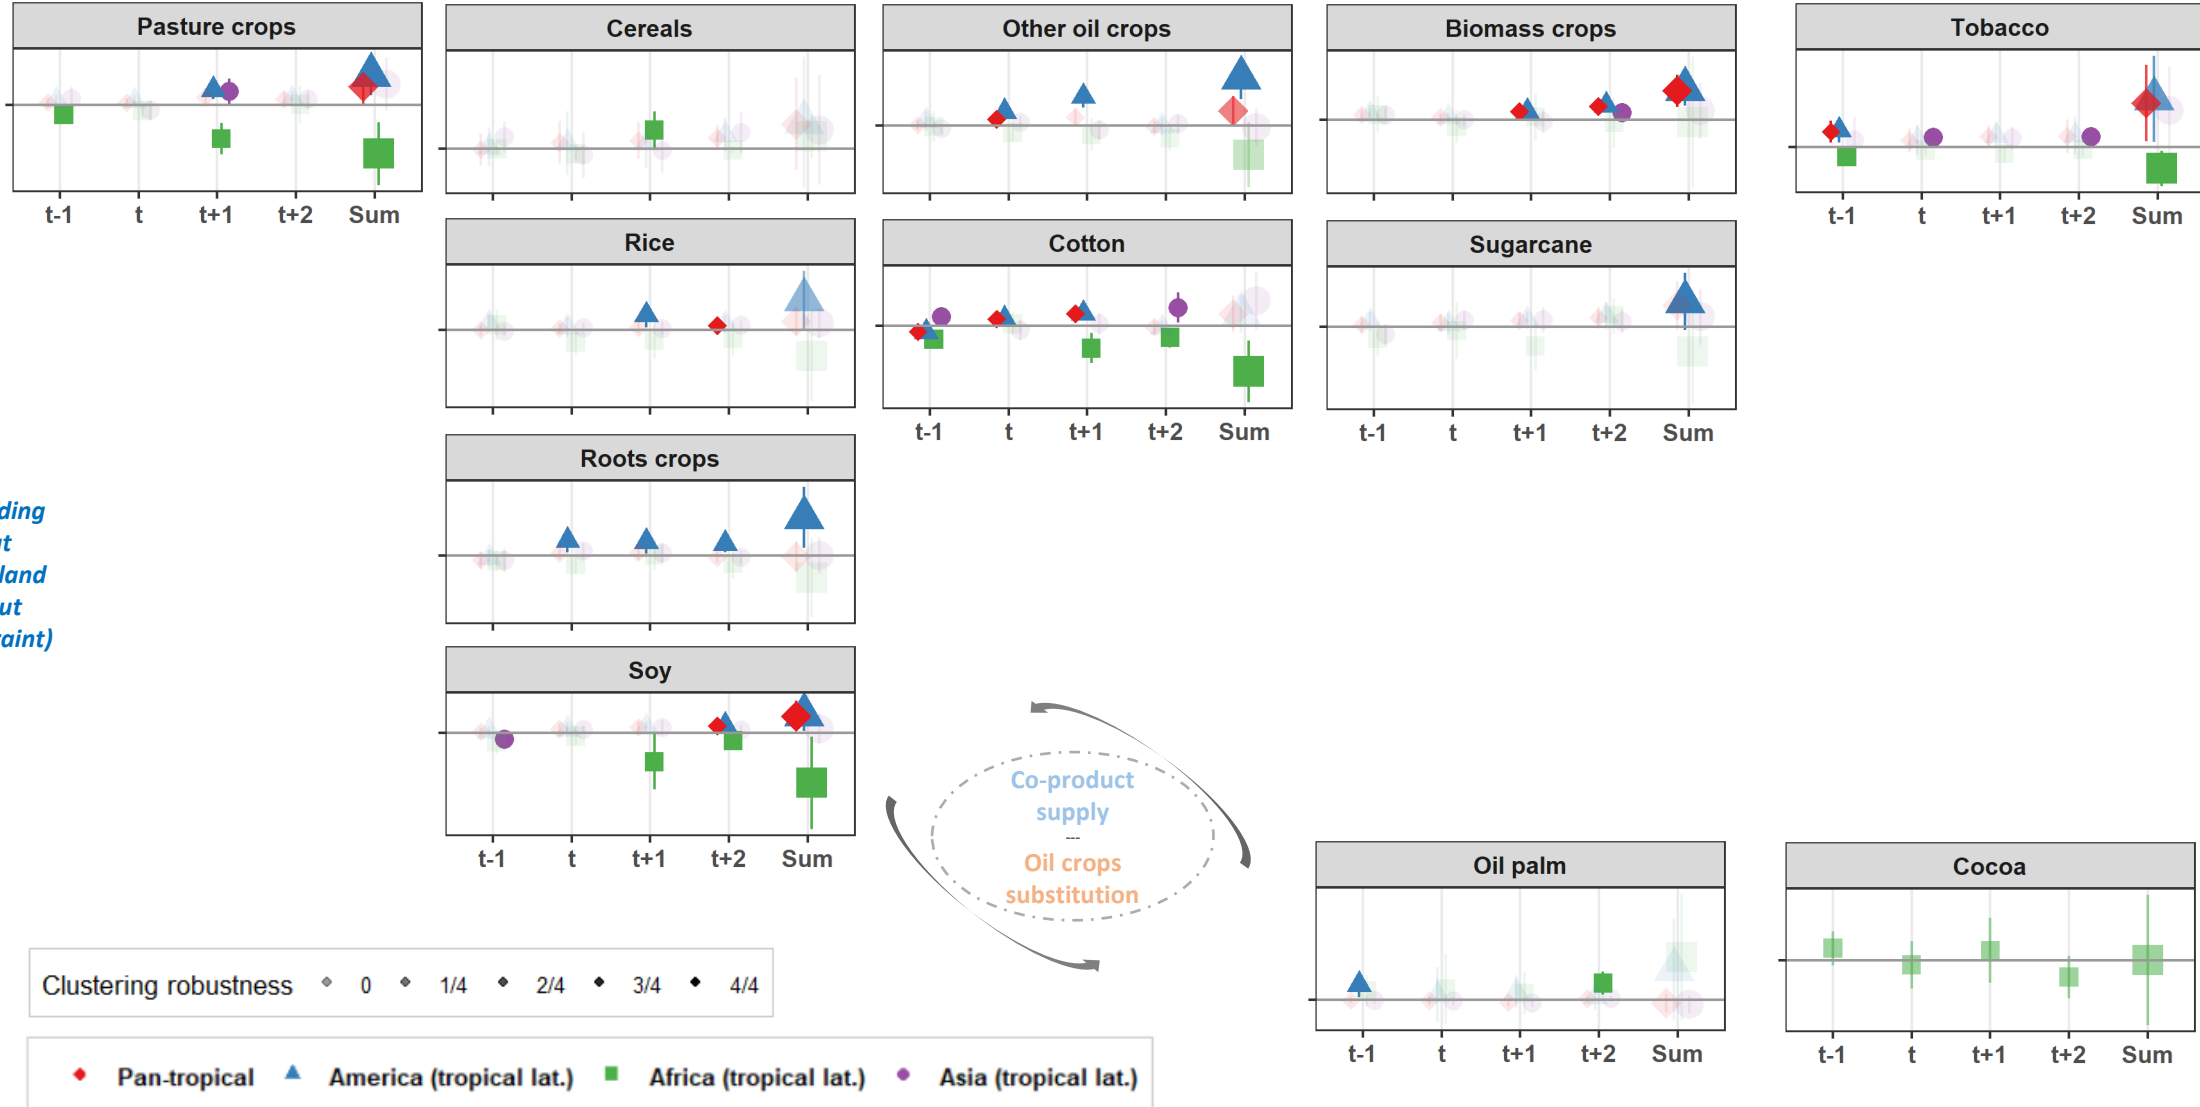 Pasture crops
Cereals
Other oil crops
Biomass crops
Tobacco
t-1 t t+1 t+2 Sum
t-1 t t+1 t+2 Sum
Rice
Cotton
Sugarcane
t-1 t t+1 t+2 Sum
t-1 t t+1 t+2 Sum
Roots crops
land
Soy
t-1 t t+1 t+2 Sum
Co-product
supply
---
Oil crops
substitution
Oil palm
Cocoa
t-1 t t+1 t+2 Sum
t-1 t t+1 t+2 Sum
Clustering robustness 0 1/4 2/4 3/4 4/4
Pan-tropical America (tropical lat.) Africa (tropical lat.) Asia (tropical lat.)